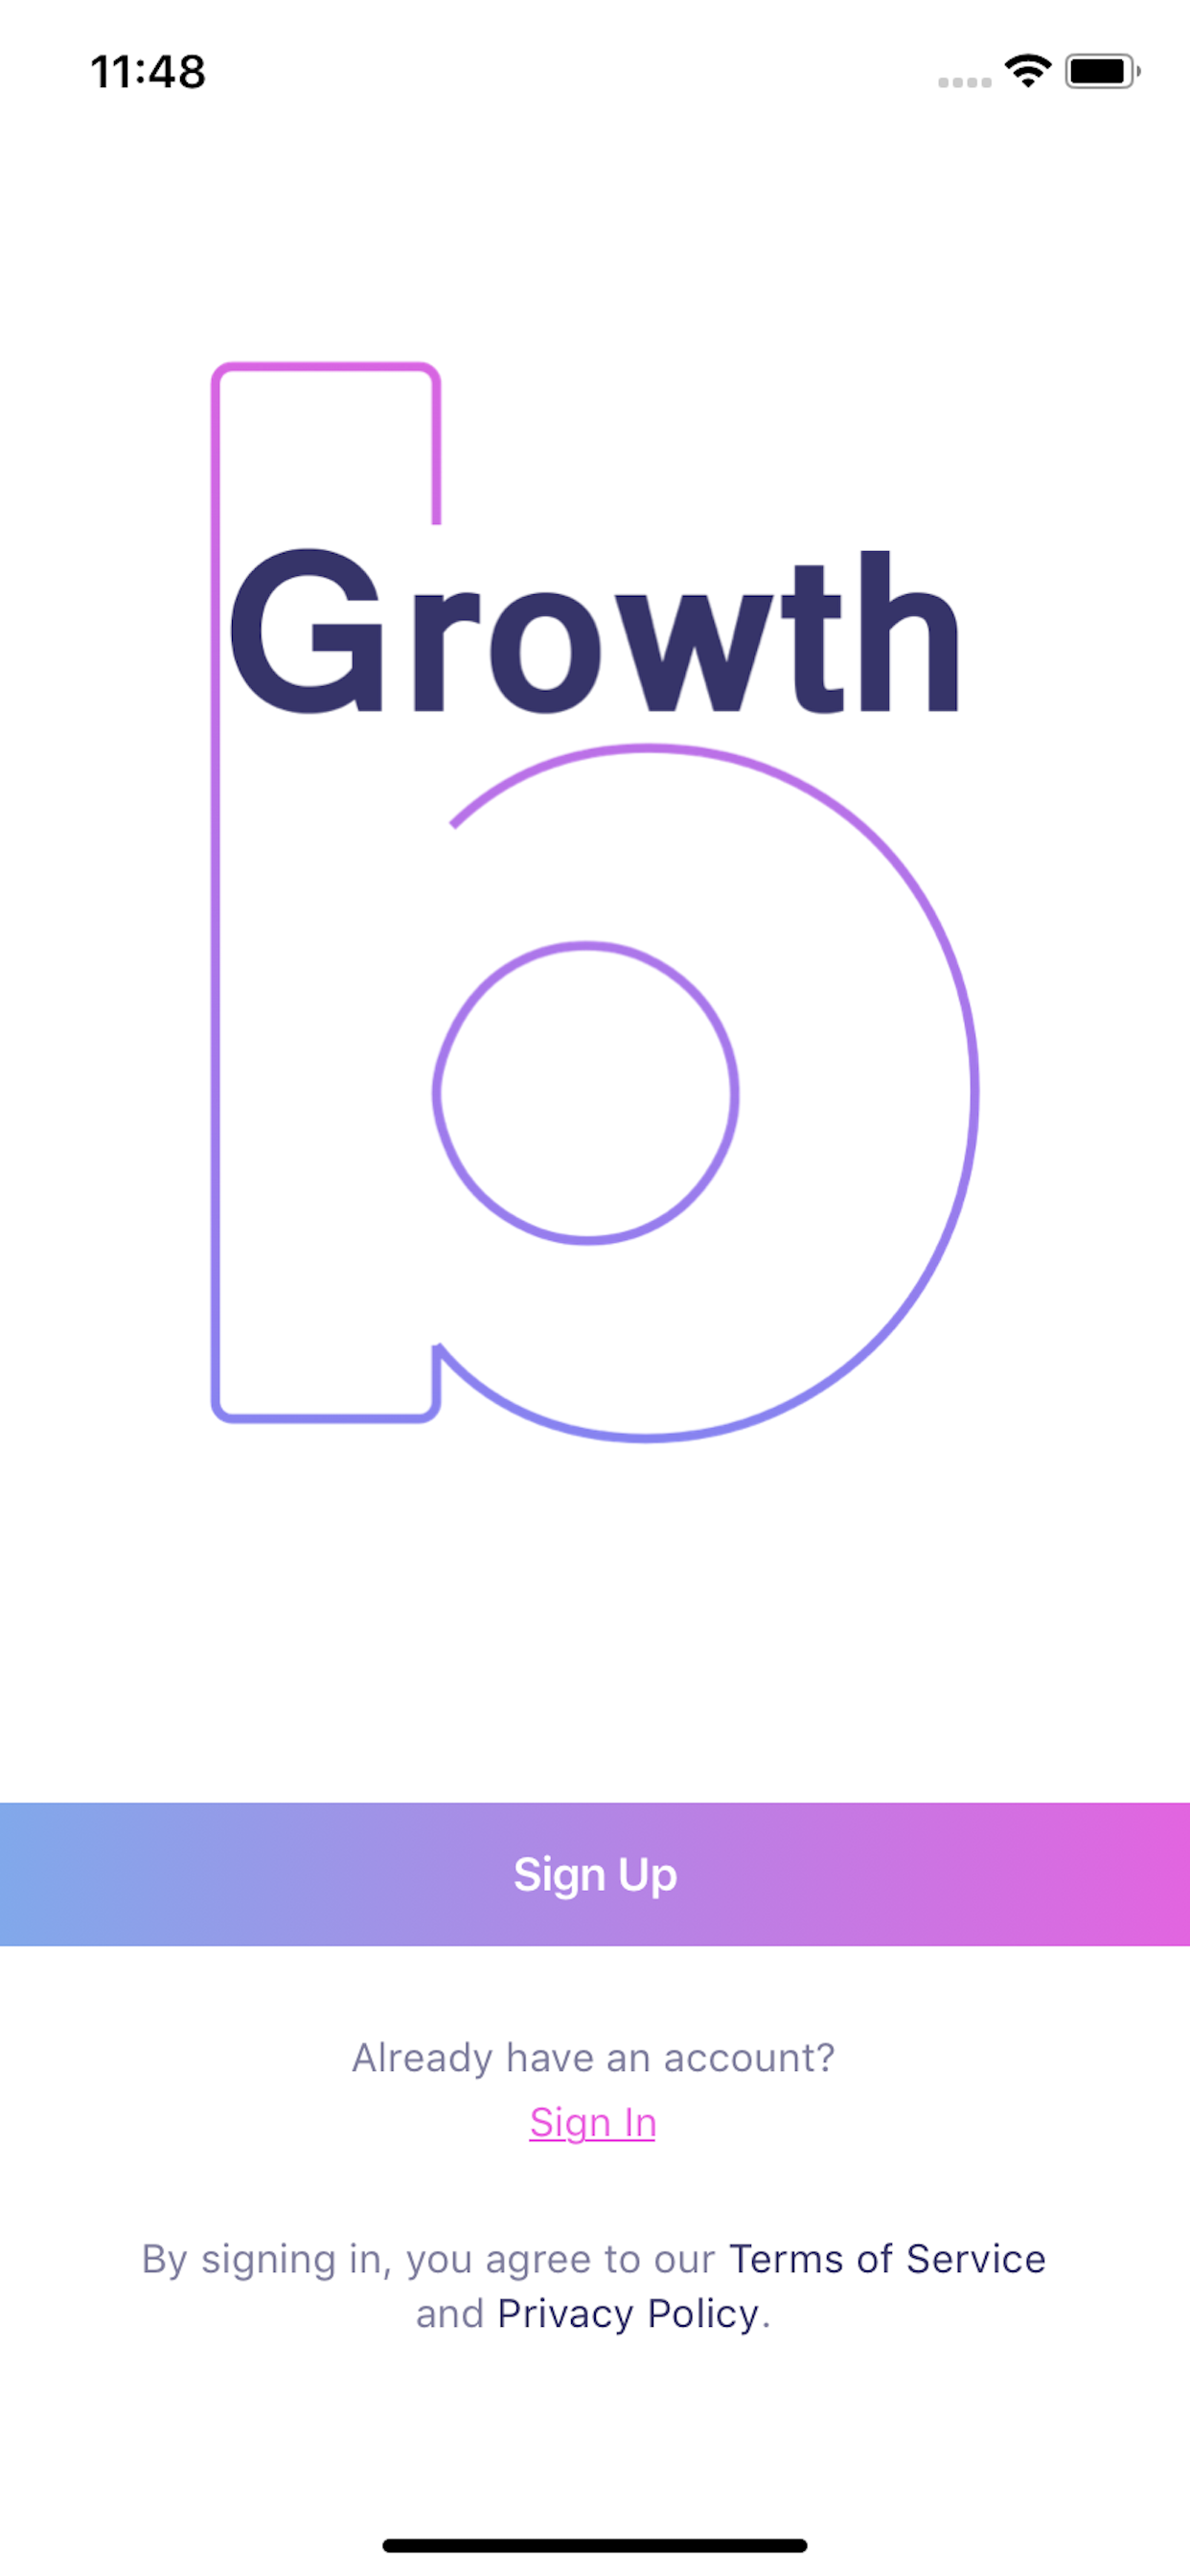 11:48
Growth
Sign Up
Already have an account?
Sign In
By signing in, you agree to our Terms of Service
and Privacy Policy.